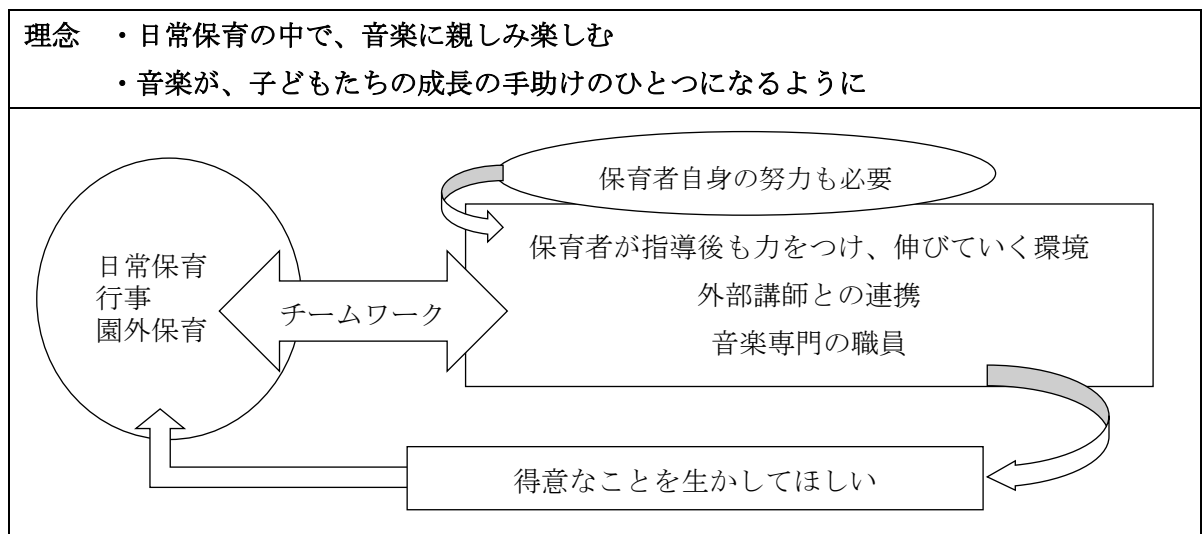 理念 ・日常保育の中で、音楽に親しみ楽しむ
・音楽が、子どもたちの成長の手助けのひとつになるように
保育者自身の努力も必要
保育者が指導後も力をつけ、伸びていく環境
外部講師との連携
音楽専門の職員
日常保育
行事
園外保育
チームワーク
得意なことを生かしてほしい